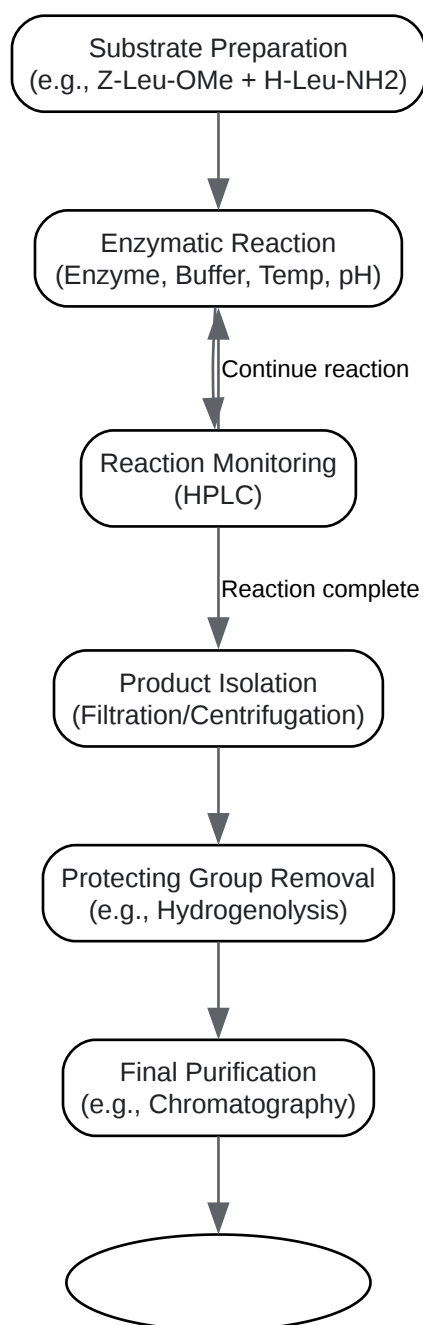 Substrate Preparation
(e.g., Z-Leu-OMe + H-Leu-NH2)
Enzymatic Reaction
(Enzyme, Buffer, Temp, pH)
Continue reaction
Reaction Monitoring
(HPLC)
Reaction complete
Product Isolation
(Filtration/Centrifugation)
Protecting Group Removal
(e.g., Hydrogenolysis)
Final Purification
(e.g., Chromatography)